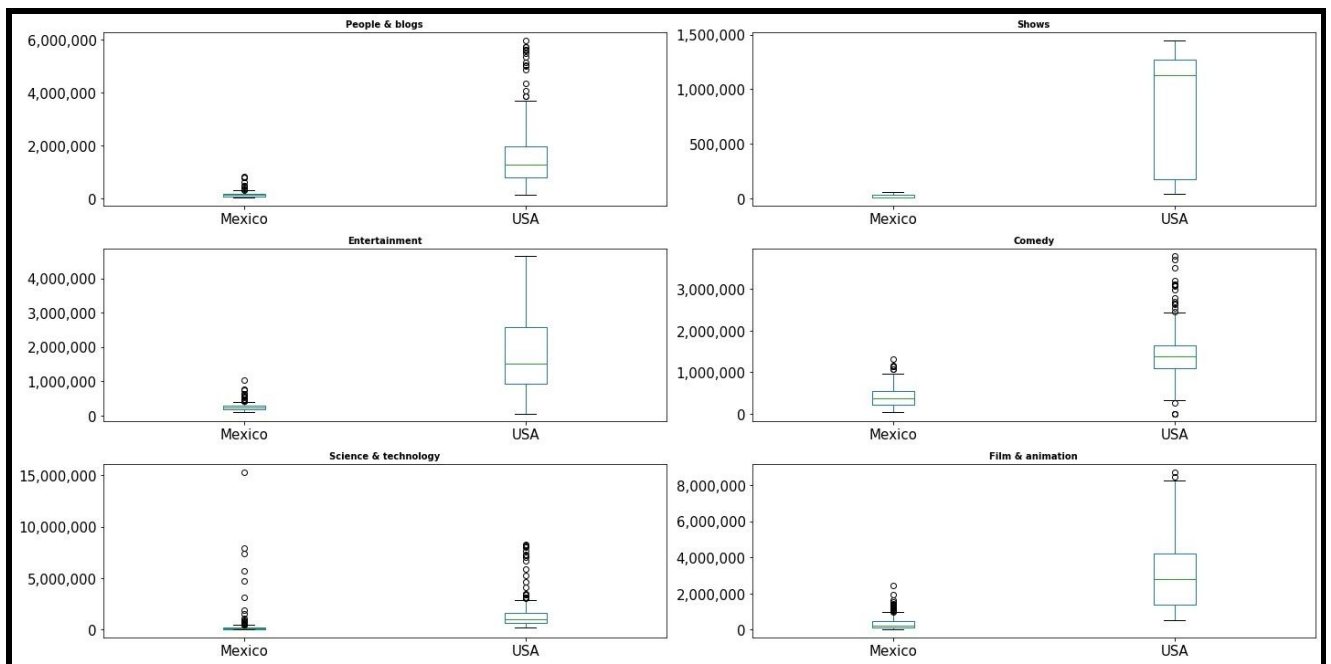 People & blogs
6,000,000
4,000,000
2,000,000
0
Mexico USA
Shows
1,500,000
1,000,000
500,000
0
Mexico USA
Entertainment
4,000,000
3,000,000
2,000,000
1,000,000
0
Mexico USA
Comedy
3,000,000
2,000,000
1,000,000
0
Mexico USA
Science & technology
15,000,000
10,000,000
5,000,000
0
Mexico USA
Film & animation
8,000,000
6,000,000
4,000,000
2,000,000
0
Mexico USA